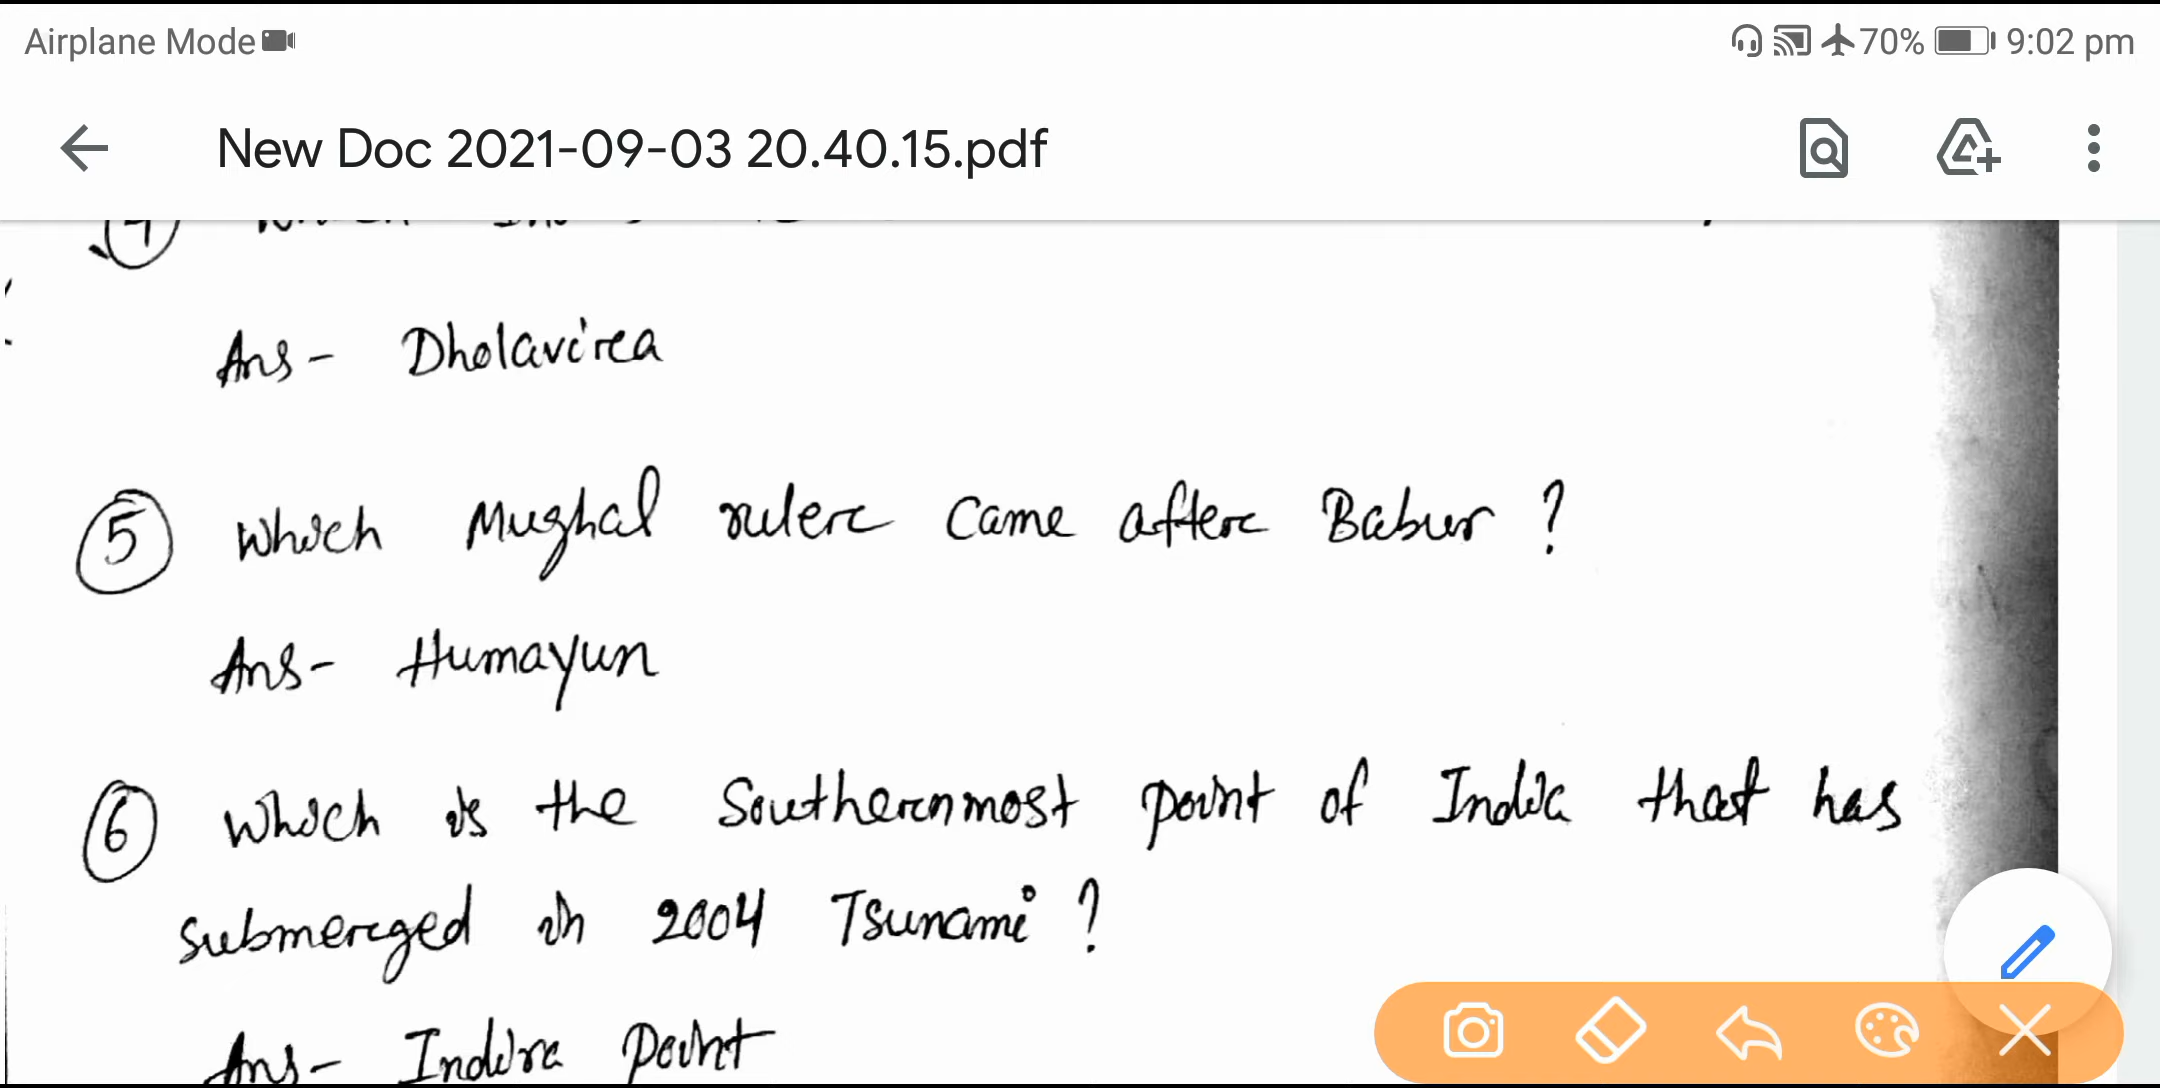 Airplane Mode
70% 9:02 pm
New Doc 2021-09-03 20.40.15.pdf
4
Ans - Dholavira
5 Which Mughal ruler came after Babur ?
Ans - Humayun
6 Which is the Southernmost point of India that has
submerged in 2004 Tsunami ?
Ans - Indira point